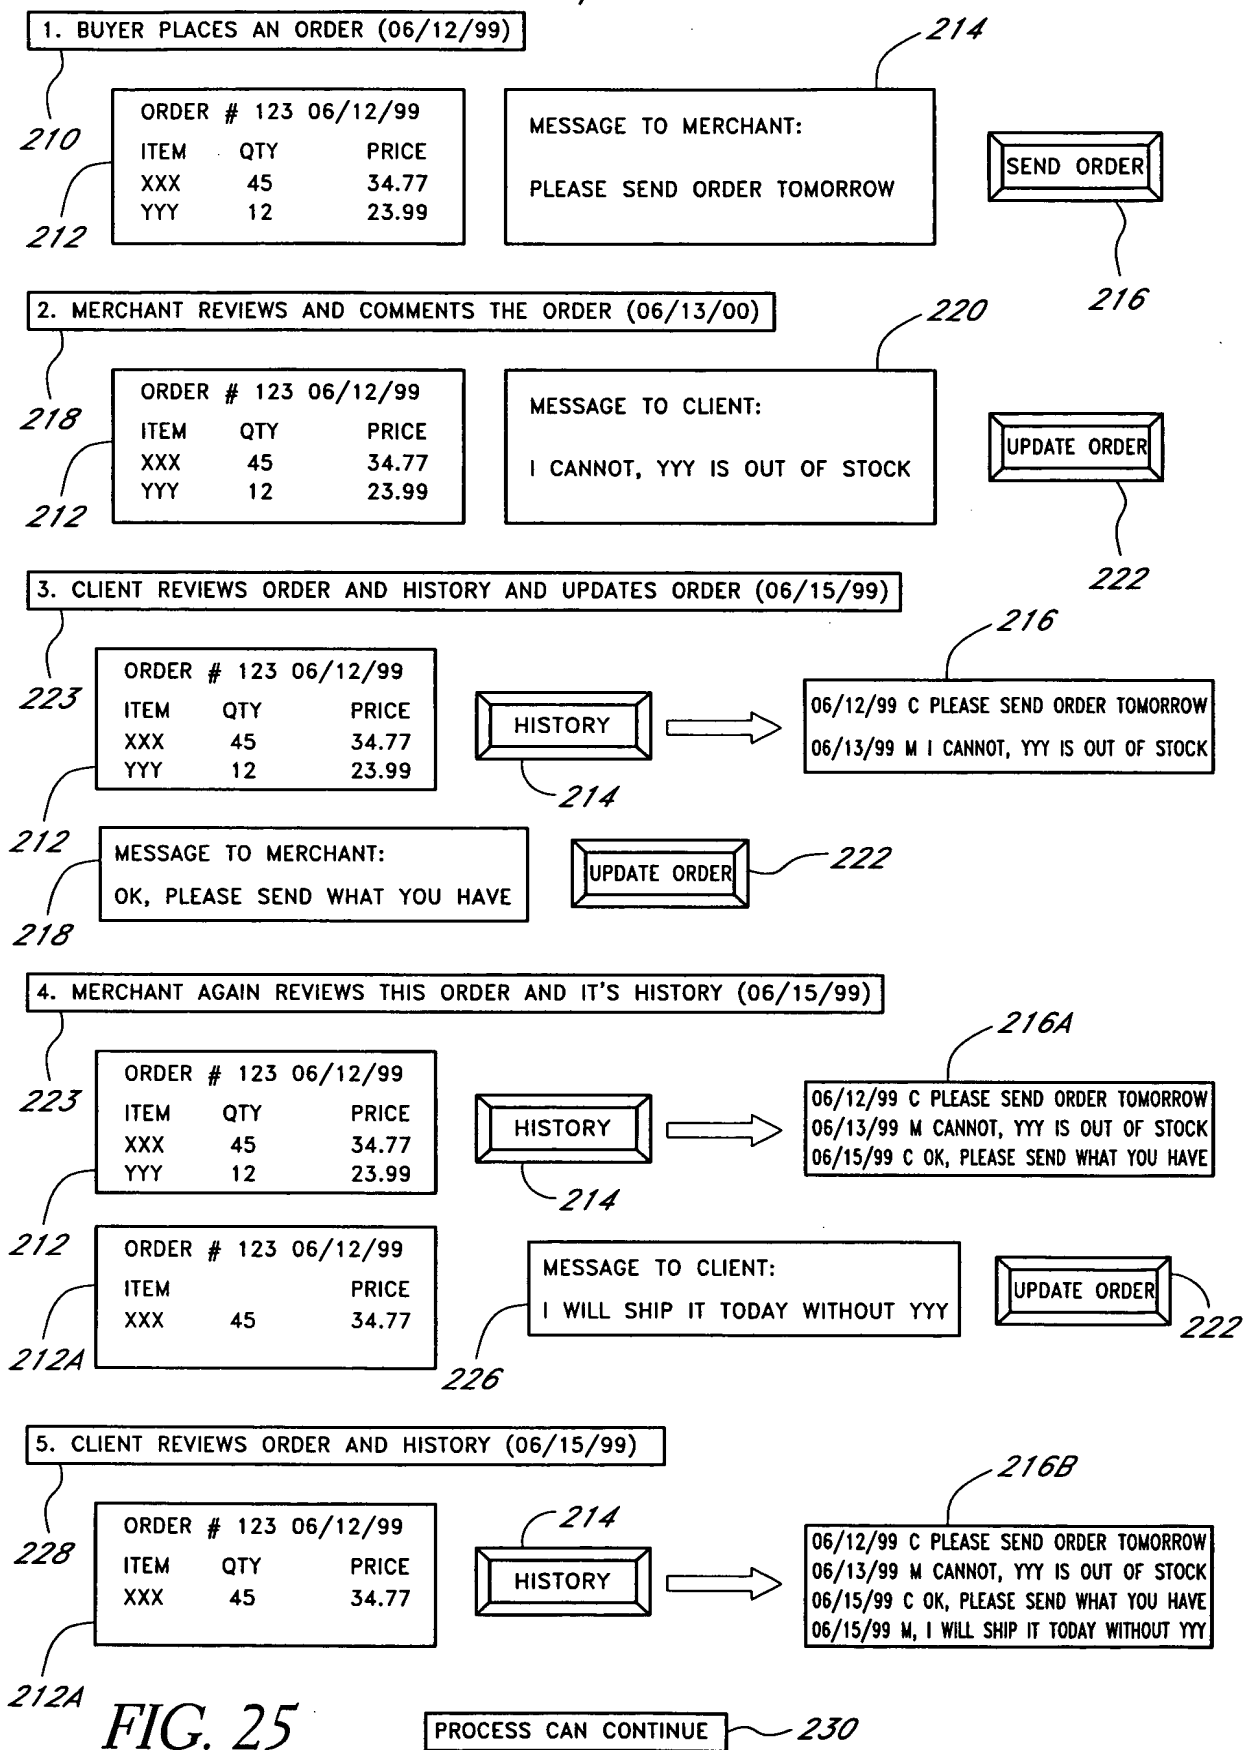 1. BUYER PLACES AN ORDER (06/12/99)
214
210
ORDER # 123 06/12/99
ITEM QTY PRICE
XXX 45 34.77
YYY 12 23.99
212
MESSAGE TO MERCHANT:
PLEASE SEND ORDER TOMORROW
SEND ORDER
216
2. MERCHANT REVIEWS AND COMMENTS THE ORDER (06/13/00)
220
218
ORDER # 123 06/12/99
ITEM QTY PRICE
XXX 45 34.77
YYY 12 23.99
212
MESSAGE TO CLIENT:
I CANNOT, YYY IS OUT OF STOCK
UPDATE ORDER
222
3. CLIENT REVIEWS ORDER AND HISTORY AND UPDATES ORDER (06/15/99)
216
223
ORDER # 123 06/12/99
ITEM QTY PRICE
XXX 45 34.77
YYY 12 23.99
212
HISTORY
214
06/12/99 C PLEASE SEND ORDER TOMORROW
06/13/99 M I CANNOT, YYY IS OUT OF STOCK
MESSAGE TO MERCHANT:
OK, PLEASE SEND WHAT YOU HAVE
218
UPDATE ORDER
222
4. MERCHANT AGAIN REVIEWS THIS ORDER AND IT'S HISTORY (06/15/99)
216A
223
ORDER # 123 06/12/99
ITEM QTY PRICE
XXX 45 34.77
YYY 12 23.99
212
HISTORY
214
06/12/99 C PLEASE SEND ORDER TOMORROW
06/13/99 M CANNOT, YYY IS OUT OF STOCK
06/15/99 C OK, PLEASE SEND WHAT YOU HAVE
ORDER # 123 06/12/99
ITEM PRICE
XXX 45 34.77
212A
MESSAGE TO CLIENT:
I WILL SHIP IT TODAY WITHOUT YYY
226
UPDATE ORDER
222
5. CLIENT REVIEWS ORDER AND HISTORY (06/15/99)
216B
228
ORDER # 123 06/12/99
ITEM QTY PRICE
XXX 45 34.77
212A
214
HISTORY
06/12/99 C PLEASE SEND ORDER TOMORROW
06/13/99 M CANNOT, YYY IS OUT OF STOCK
06/15/99 C OK, PLEASE SEND WHAT YOU HAVE
06/15/99 M, I WILL SHIP IT TODAY WITHOUT YYY
FIG. 25
PROCESS CAN CONTINUE
230